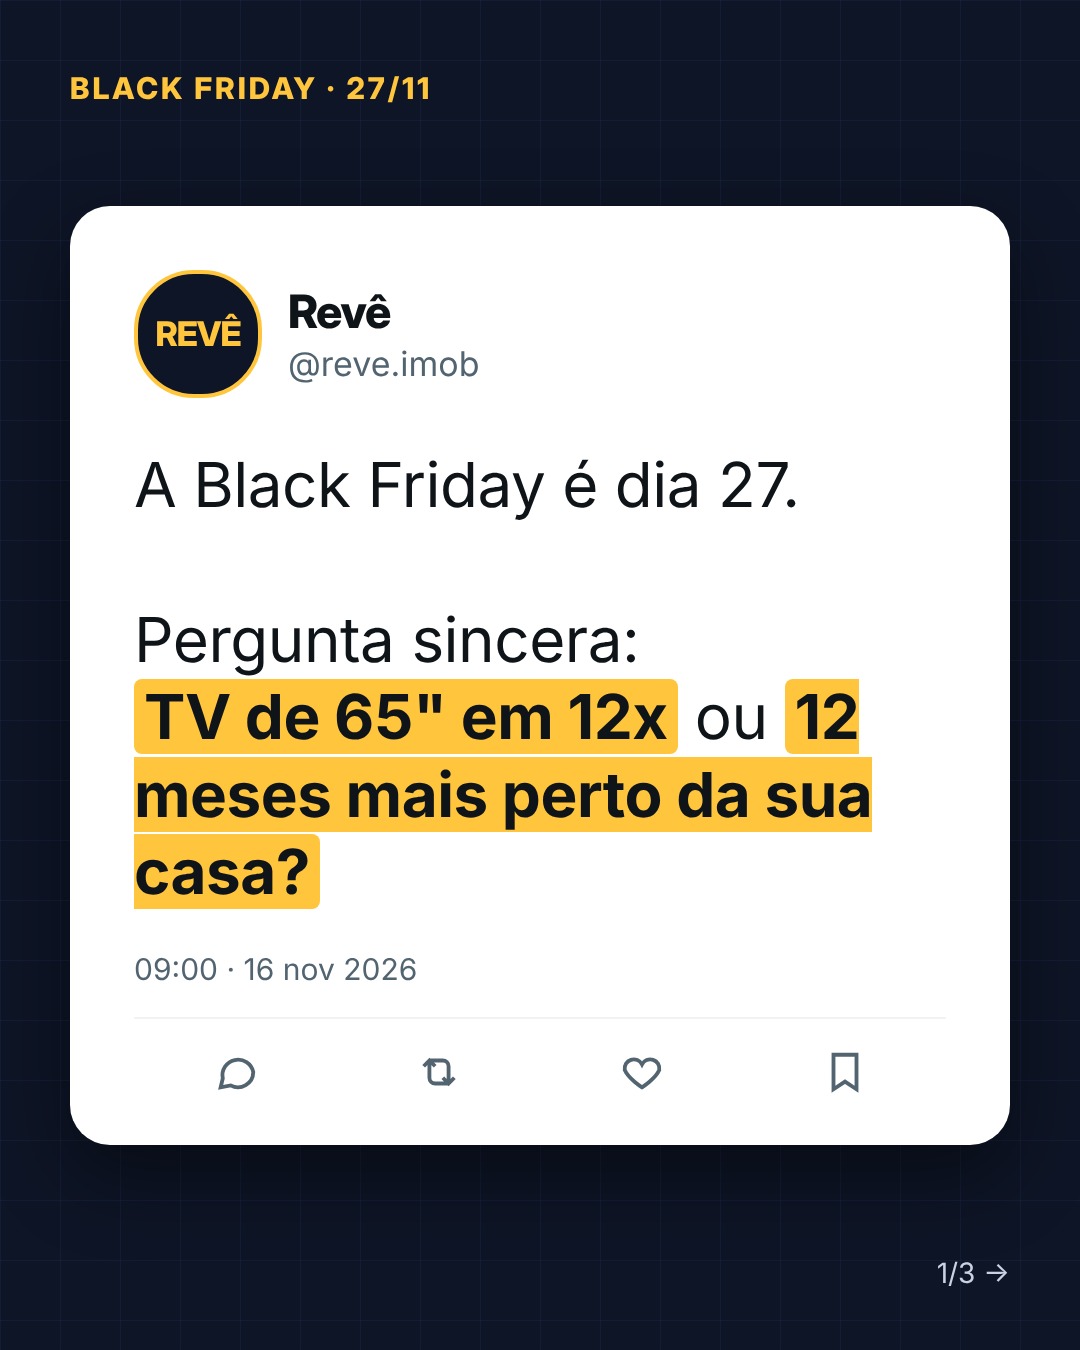 BLACK FRIDAY · 27/11
REVÊ
Revê
@reve.imob
A Black Friday é dia 27.
Pergunta sincera:
TV de 65" em 12x ou 12
meses mais perto da sua
casa?
09:00 · 16 nov 2026
1/3 →